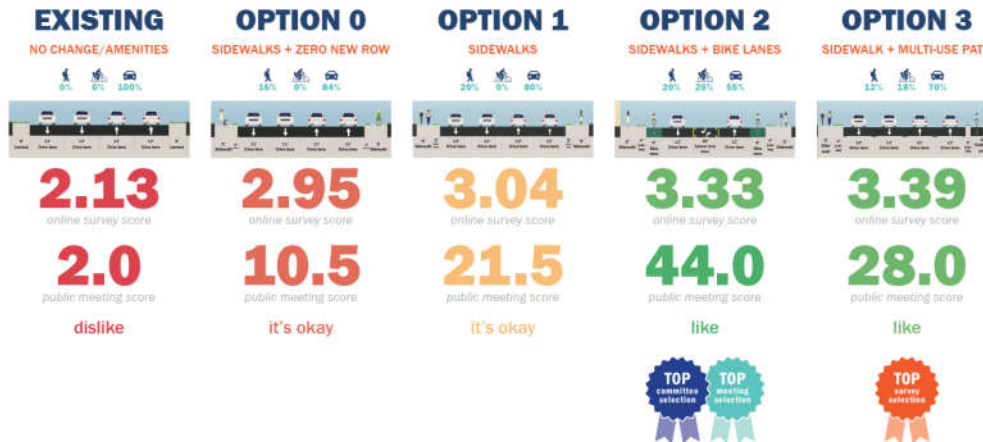 EXISTING
NO CHANGE/AMENITIES
0% 0% 100%
2.13
online survey score
2.0
public meeting score
dislike
OPTION 0
SIDEWALKS + ZERO NEW ROW
16% 0% 84%
2.95
online survey score
10.5
public meeting score
it's okay
OPTION 1
SIDEWALKS
20% 0% 80%
3.04
online survey score
21.5
public meeting score
it's okay
OPTION 2
SIDEWALKS + BIKE LANES
20% 25% 55%
3.33
online survey score
44.0
public meeting score
like
TOP
committee
selection
TOP
meeting
selection
OPTION 3
SIDEWALK + MULTI-USE PAT
12% 18% 70%
3.39
online survey score
28.0
public meeting score
like
TOP
survey
selection